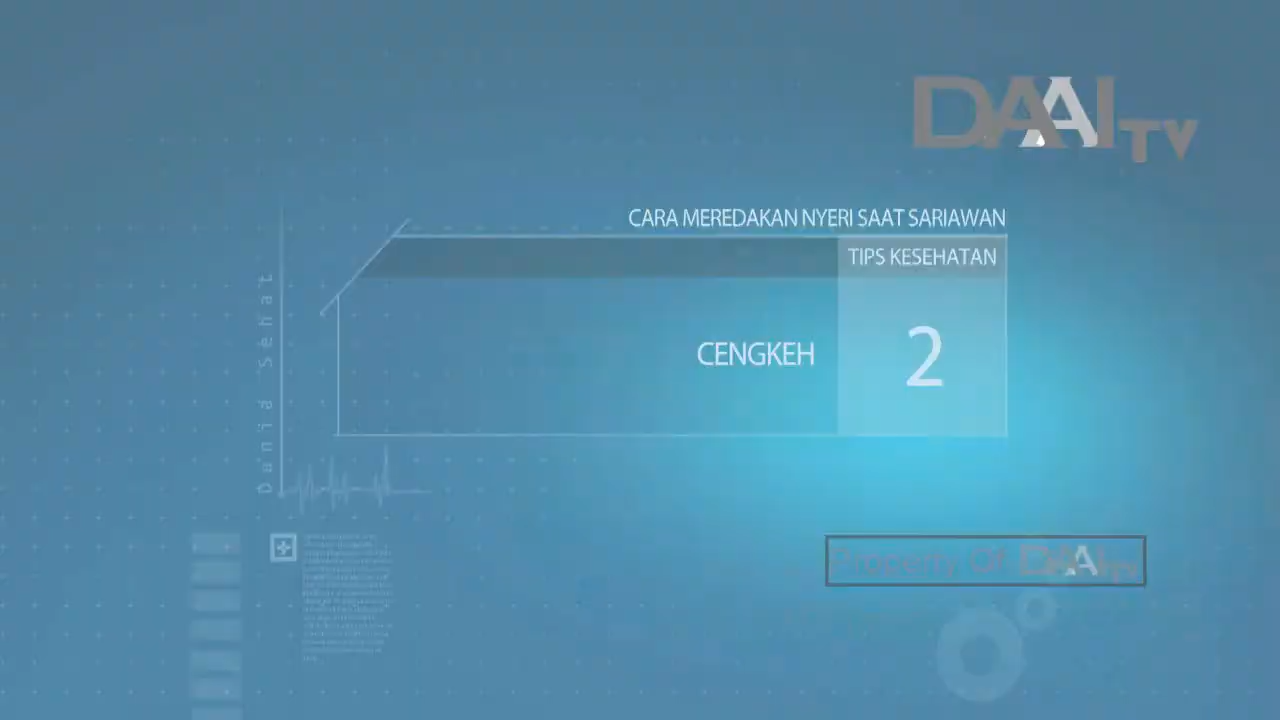 DAAI TV
CARA MEREDAKAN NYERI SAAT SARIAWAN
TIPS KESEHATAN
CENGKEH
2
Dunia Sehat
Property Of DAAI TV